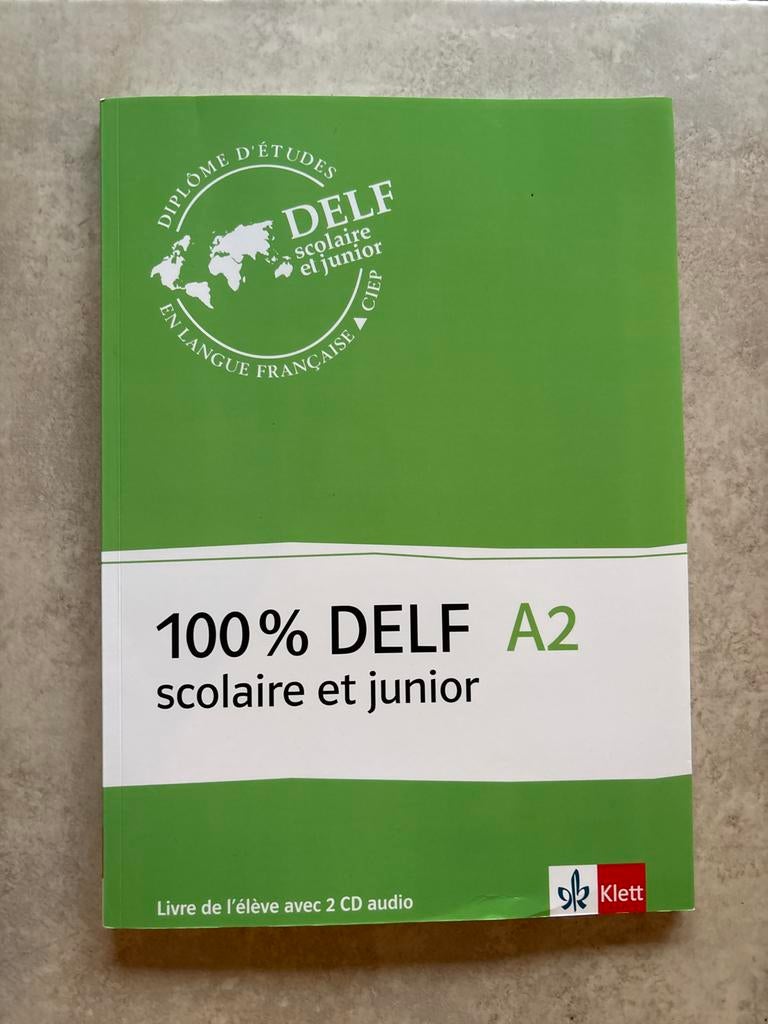 DIPLÔME D'ÉTUDES
DELF
scolaire
et junior
EN LANGUE FRANÇAISE ▲ CIEP
100 % DELF A2
scolaire et junior
Livre de l'élève avec 2 CD audio
Klett